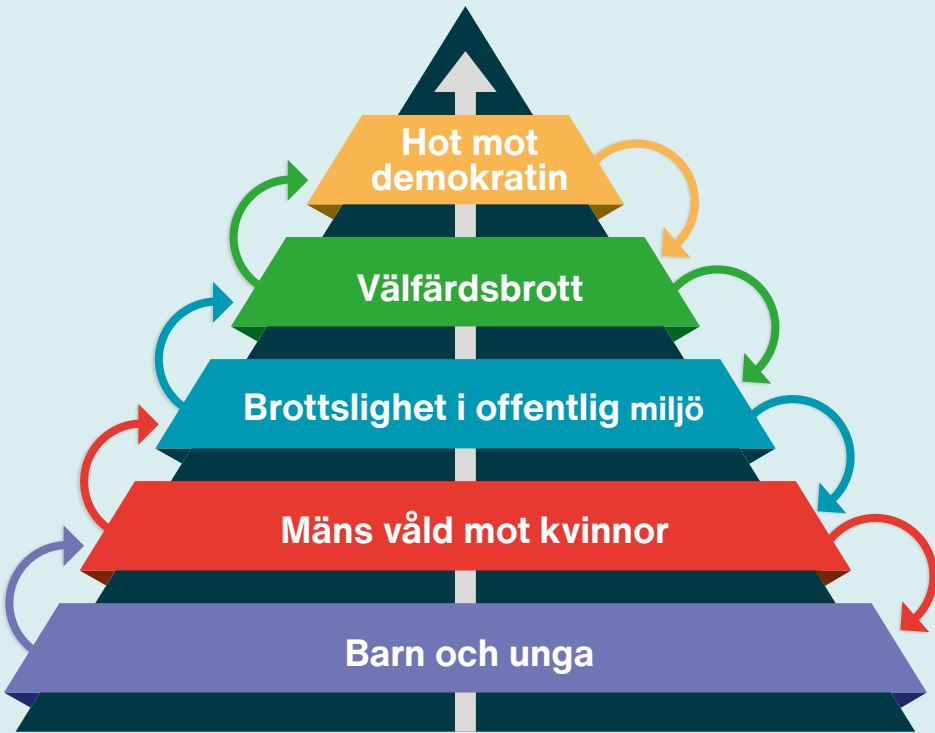 Hot mot
demokratin
Välfärdsbrott
Brottslighet i offentlig miljö
Mäns våld mot kvinnor
Barn och unga